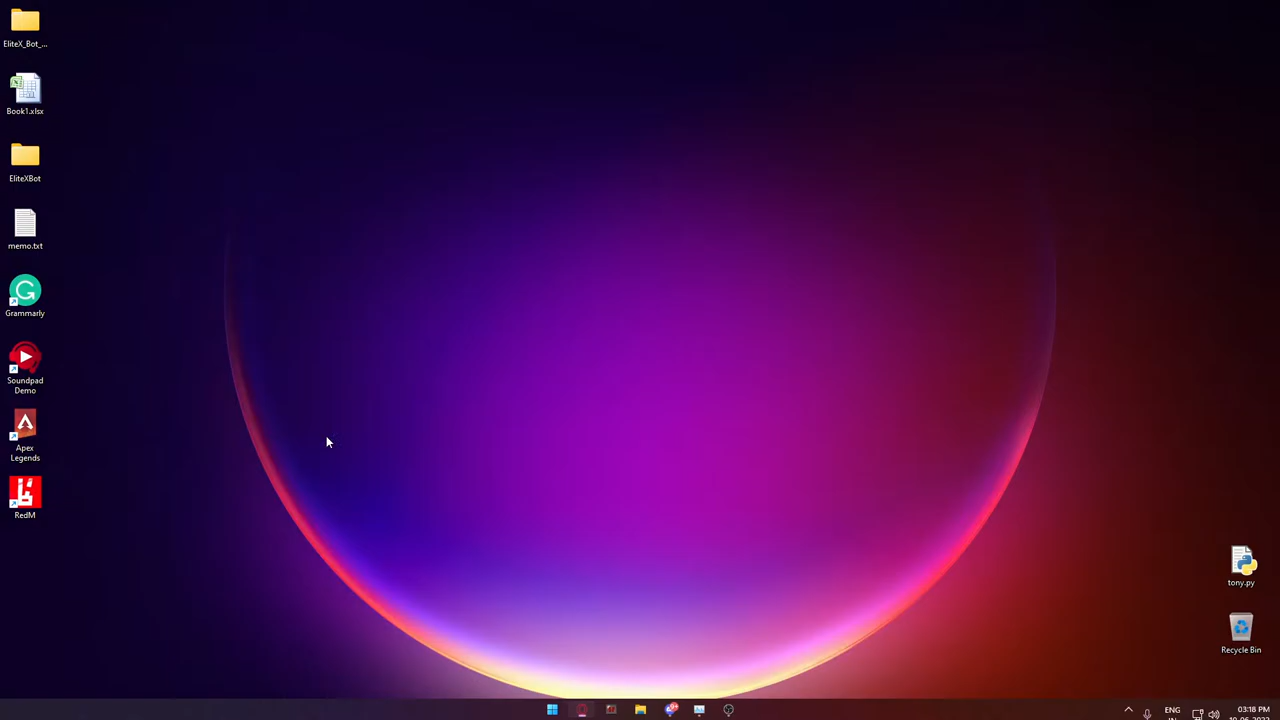 EliteX_Bot_...
Book1.xlsx
EliteXBot
memo.txt
Grammarly
Soundpad
Demo
Apex
Legends
RedM
tony.py
Recycle Bin
ENG
IN
03:18 PM